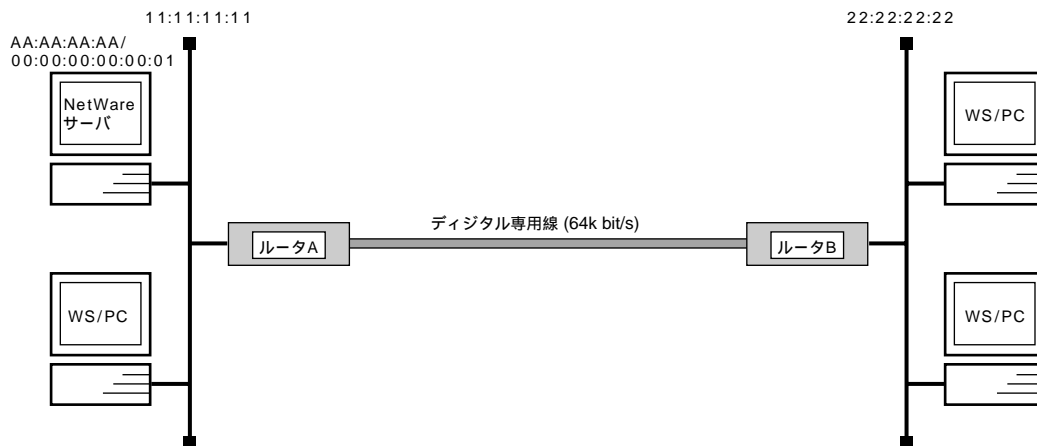 11:11:11:11
22:22:22:22
AA:AA:AA:AA/
00:00:00:00:00:01
NetWare
サーバ
WS/PC
ディジタル専用線 (64k bit/s)
ルータA
ルータB
WS/PC
WS/PC